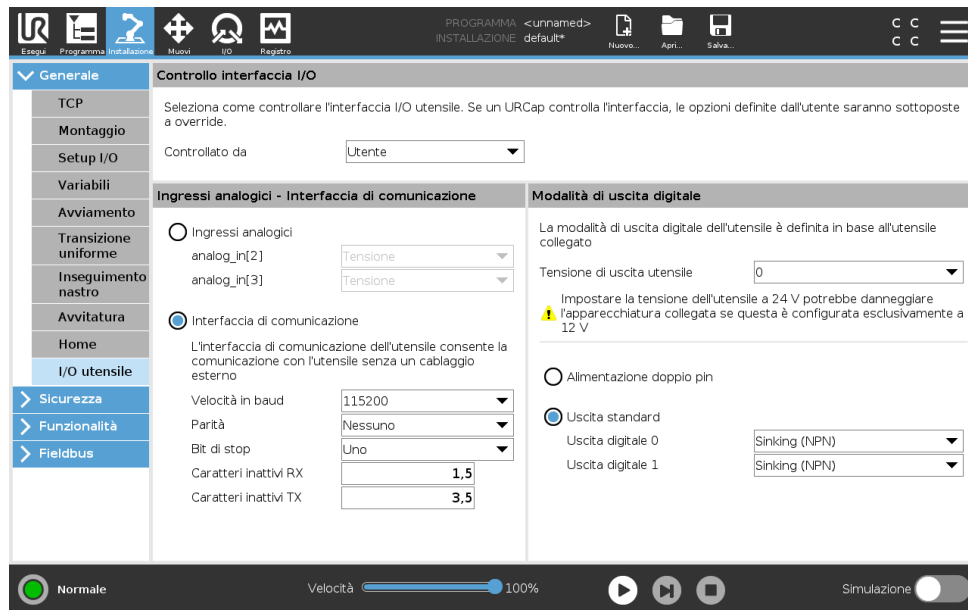 UR
PROGRAMMA <unnamed>
INSTALLAZIONE default*
Esegui Programma Installazione Muovi I/O Registro Nuovo... Apri... Salva...
C C
C C
Generale
TCP
Montaggio
Setup I/O
Variabili
Avviamento
Transizione
uniforme
Inseguimento
nastro
Avvitatura
Home
I/O utensile
Sicurezza
Funzionalità
Fieldbus
Controllo interfaccia I/O
Seleziona come controllare l'interfaccia I/O utensile. Se un URCap controlla l'interfaccia, le opzioni definite dall'utente saranno sottoposte
a override.
Controllato da Utente
Ingressi analogici - Interfaccia di comunicazione
Ingressi analogici
analog_in[2] Tensione
analog_in[3] Tensione
Interfaccia di comunicazione
L'interfaccia di comunicazione dell'utensile consente la
comunicazione con l'utensile senza un cablaggio
esterno
Velocità in baud 115200
Parità Nessuno
Bit di stop Uno
Caratteri inattivi RX 1,5
Caratteri inattivi TX 3,5
Modalità di uscita digitale
La modalità di uscita digitale dell'utensile è definita in base all'utensile
collegato
Tensione di uscita utensile 0
Impostare la tensione dell'utensile a 24 V potrebbe danneggiare
l'apparecchiatura collegata se questa è configurata esclusivamente a
12 V
Alimentazione doppio pin
Uscita standard
Uscita digitale 0 Sinking (NPN)
Uscita digitale 1 Sinking (NPN)
Normale Velocità 100% Simulazione